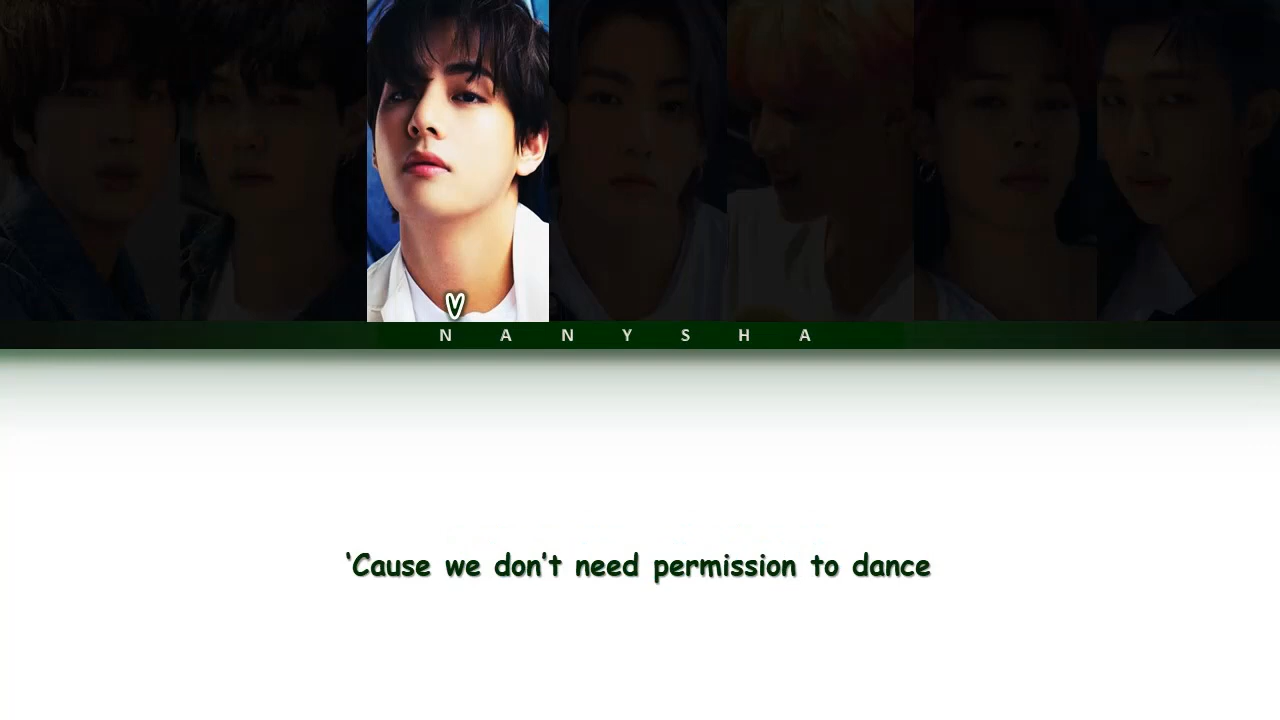 V
N A N Y S H A
‘Cause we don’t need permission to dance